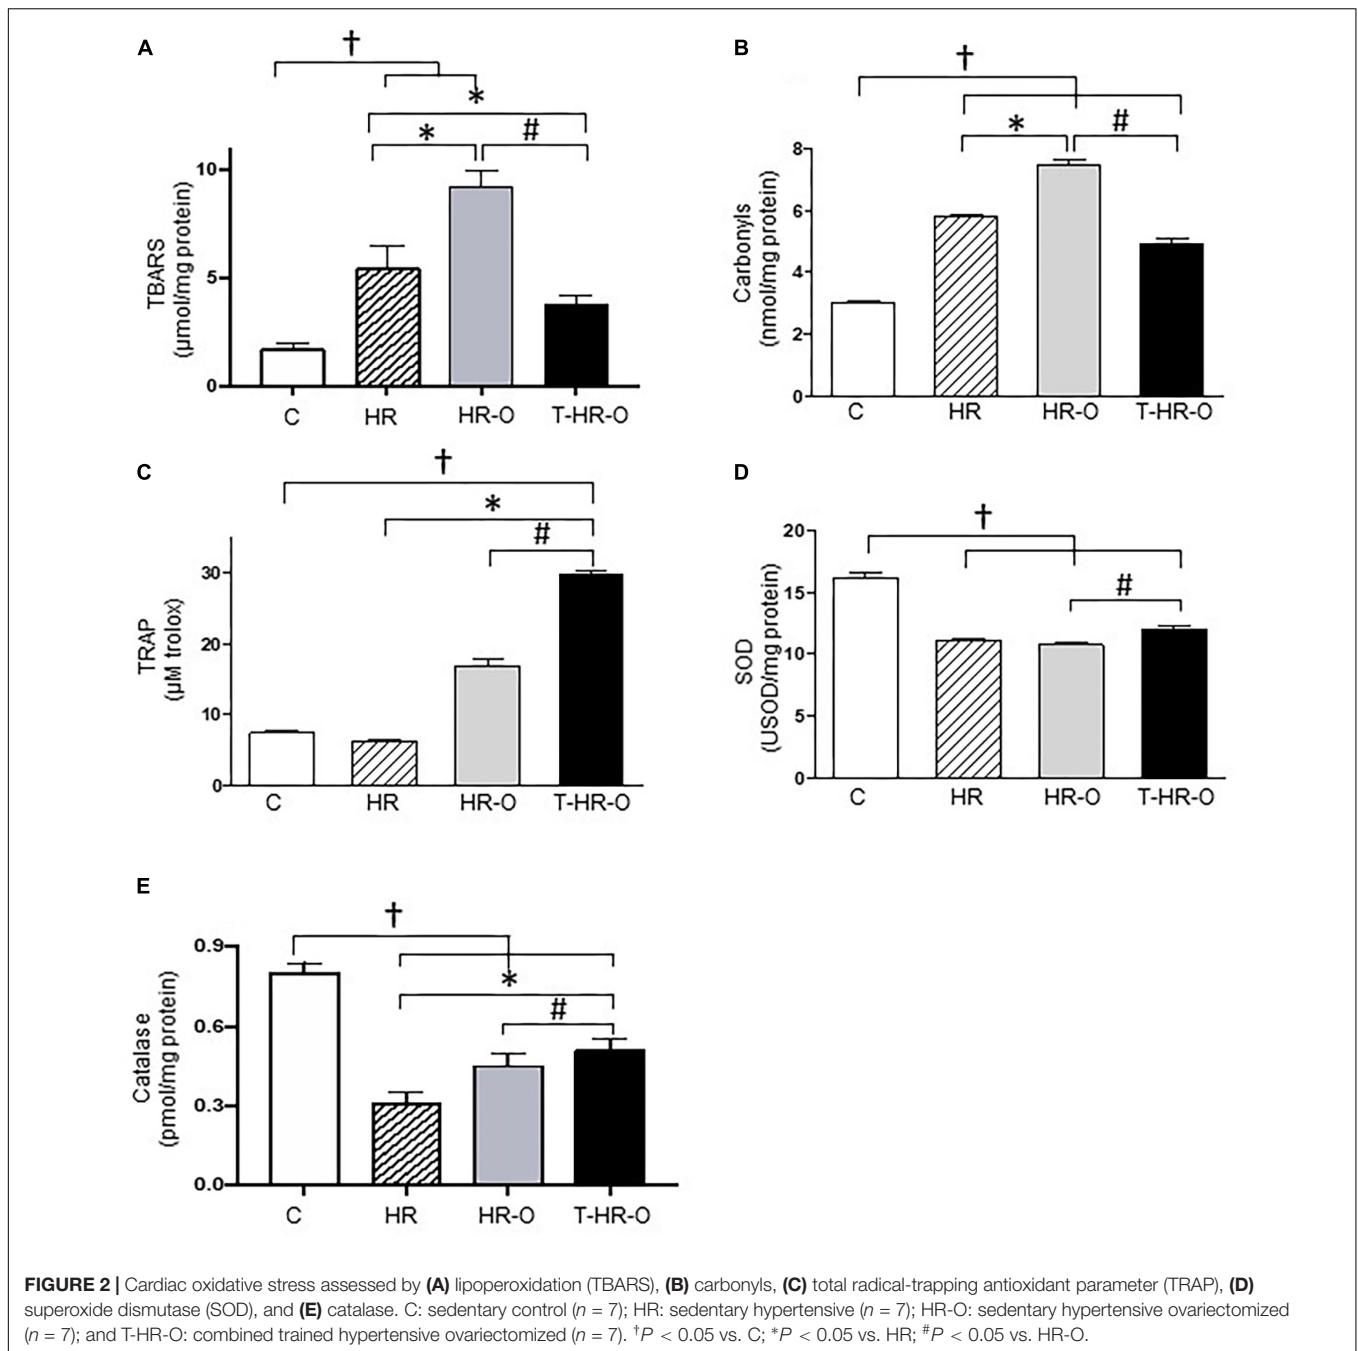 A
†
*
* #
10
5
0
TBARS
(µmol/mg protein)
C HR HR-O T-HR-O
B
†
* #
8
6
4
2
0
Carbonyls
(nmol/mg protein)
C HR HR-O T-HR-O
C
†
*
#
30
20
10
0
TRAP
(µM trolox)
C HR HR-O T-HR-O
D
†
#
20
15
10
5
0
SOD
(USOD/mg protein)
C HR HR-O T-HR-O
E
†
*
#
0.9
0.6
0.3
0.0
Catalase
(pmol/mg protein)
C HR HR-O T-HR-O
FIGURE 2 | Cardiac oxidative stress assessed by (A) lipoperoxidation (TBARS), (B) carbonyls, (C) total radical-trapping antioxidant parameter (TRAP), (D)
superoxide dismutase (SOD), and (E) catalase. C: sedentary control (n = 7); HR: sedentary hypertensive (n = 7); HR-O: sedentary hypertensive ovariectomized
(n = 7); and T-HR-O: combined trained hypertensive ovariectomized (n = 7). †P < 0.05 vs. C; *P < 0.05 vs. HR; #P < 0.05 vs. HR-O.